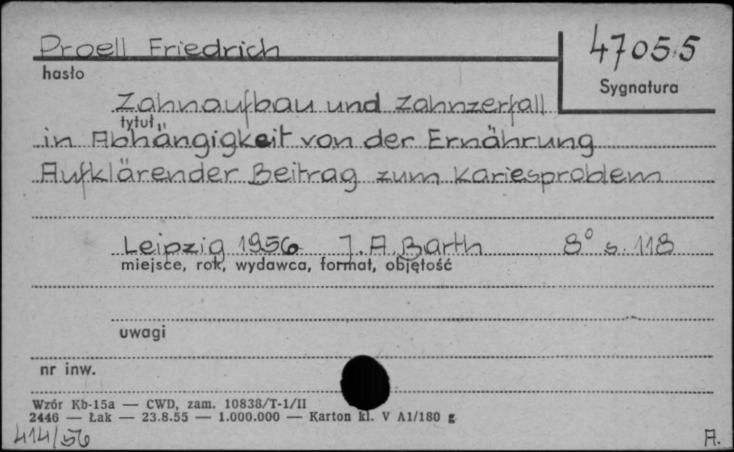 Proell Friedrich
47055
hasło
Sygnatura
Zahnaufbau und Zahnzerfall
tytuł
in Abhängigkeit von der Ernährung
Aufklärender Beitrag zum Kariesproblem
Leipzig 1956 J. A. Barth 8° s. 118
miejsce, rok, wydawca, format, objętość
uwagi
nr inw.
Wzór Kb-15a — CWD, zam. 10838/T-1/II
2446 — Łak — 23.8.55 — 1.000.000 — Karton kl. V A1/180 g
414/56
A.